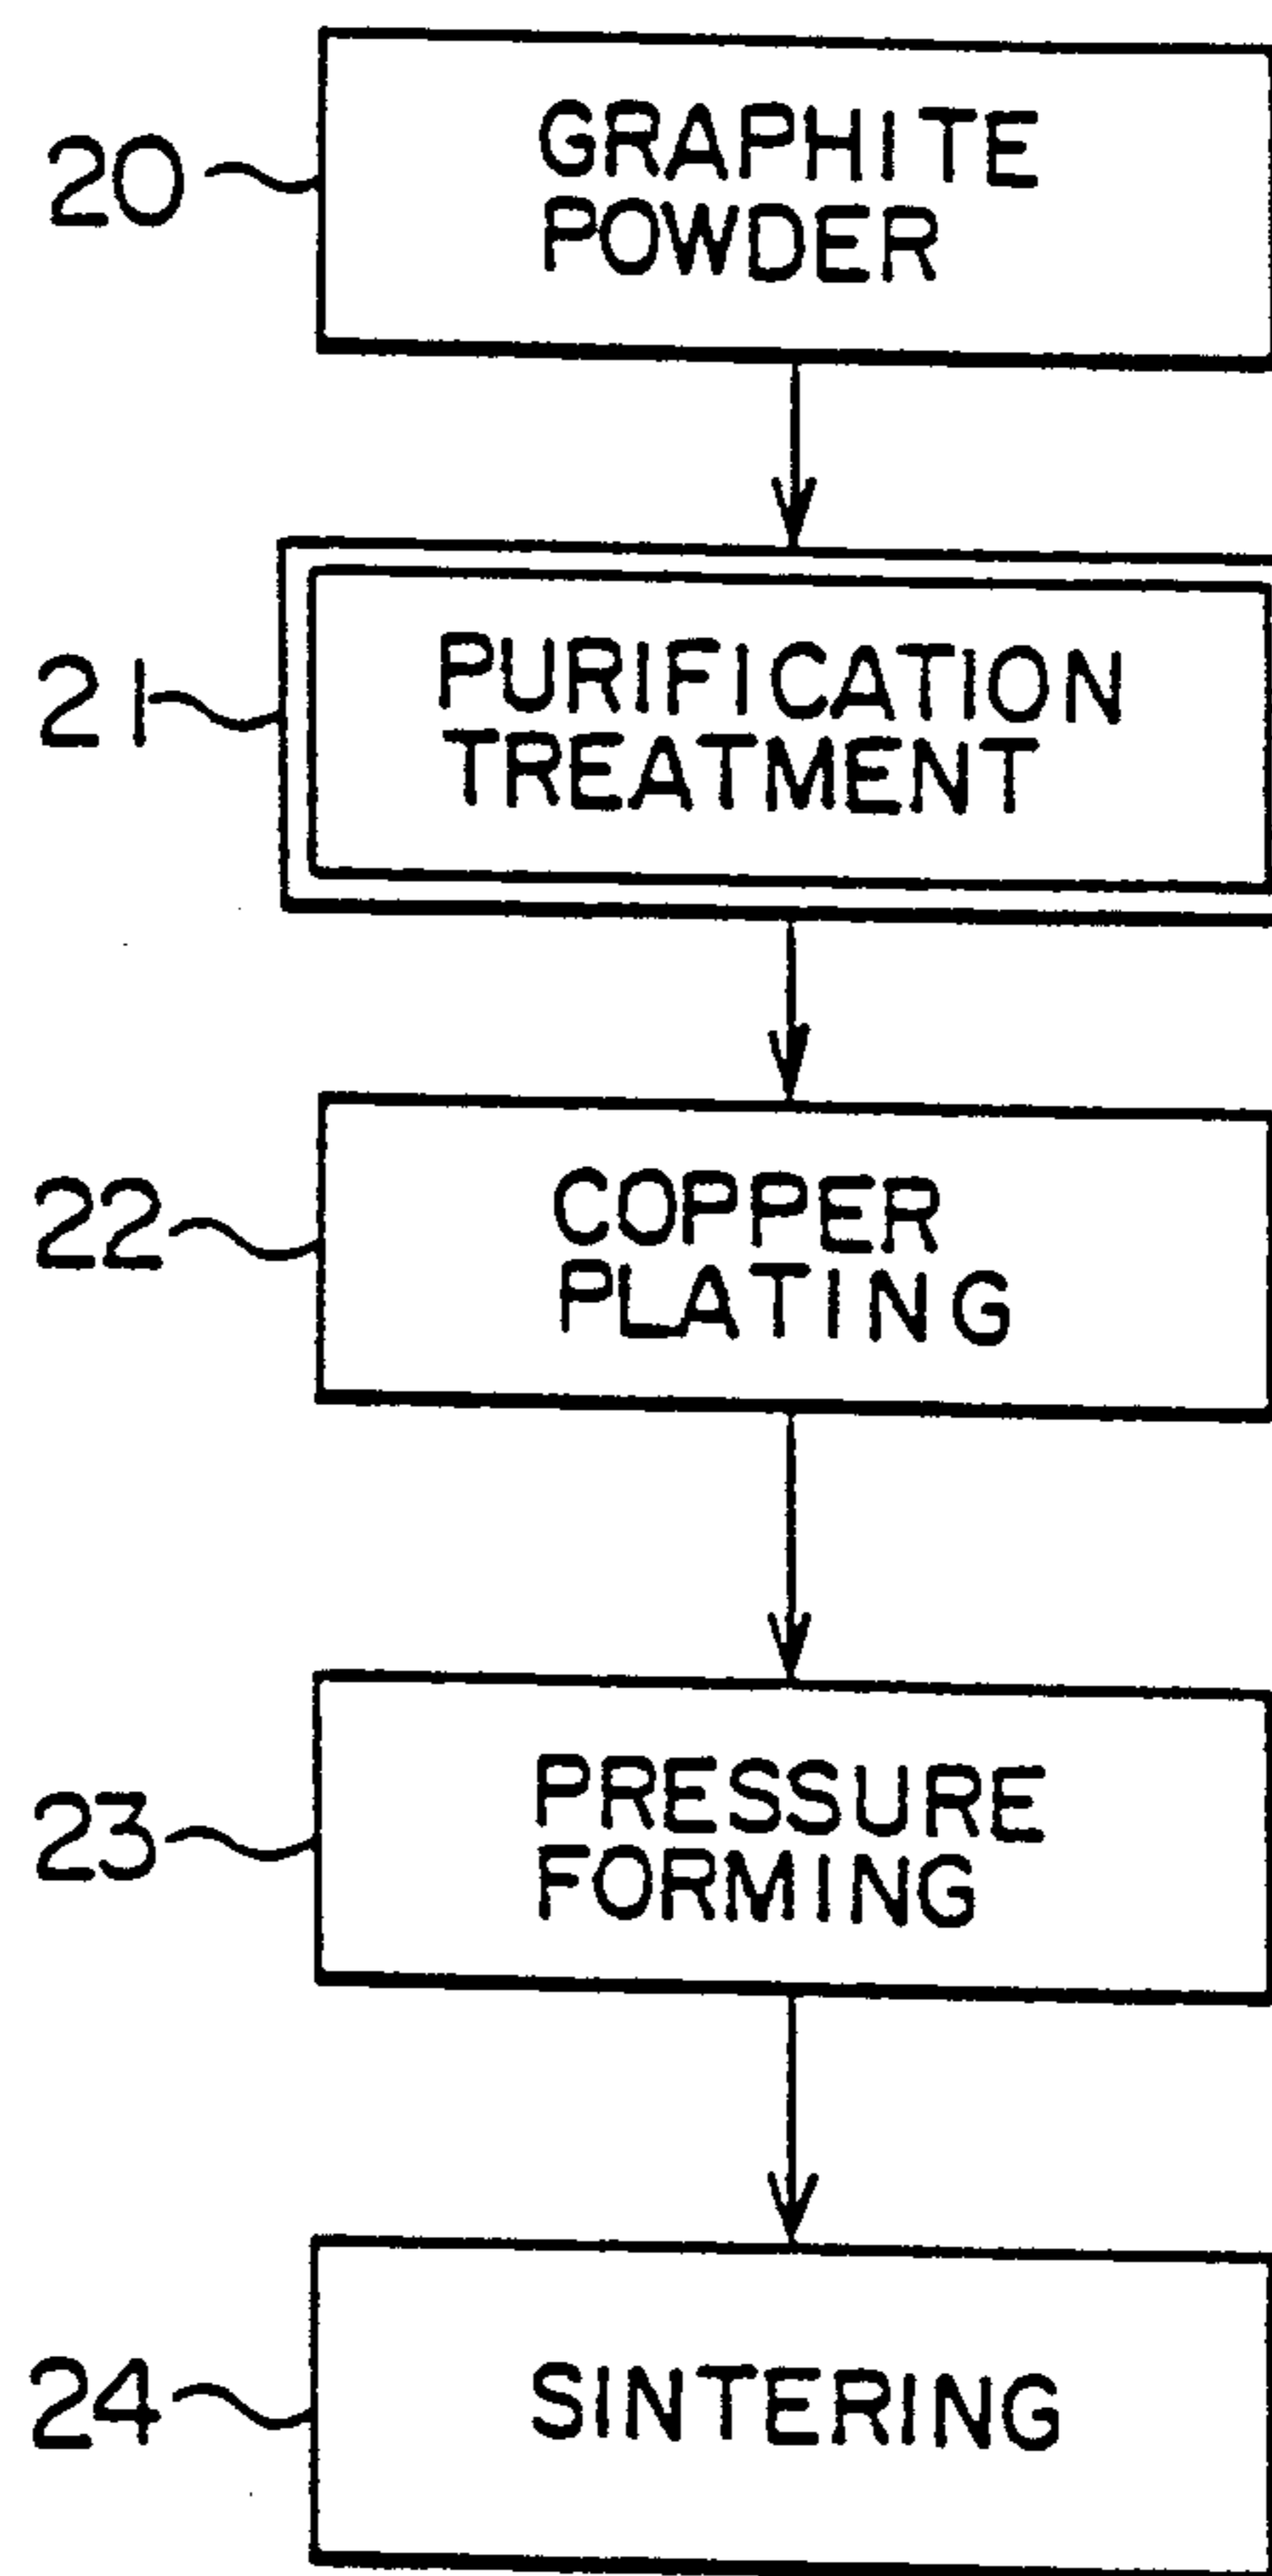 20
GRAPHITE
POWDER
21
PURIFICATION
TREATMENT
22
COPPER
PLATING
23
PRESSURE
FORMING
24
SINTERING